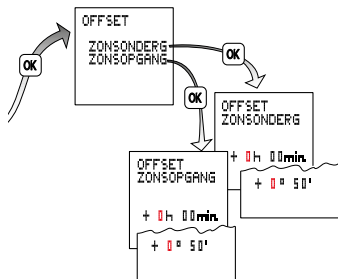 OFFSET
ZONSONDERG
ZONSOPGANG
OK
OK
OK
OFFSET
ZONSONDERG
+ 0h 00min.
+ 0° 50'
OFFSET
ZONSOPGANG
+ 0h 00min.
+ 0° 50'